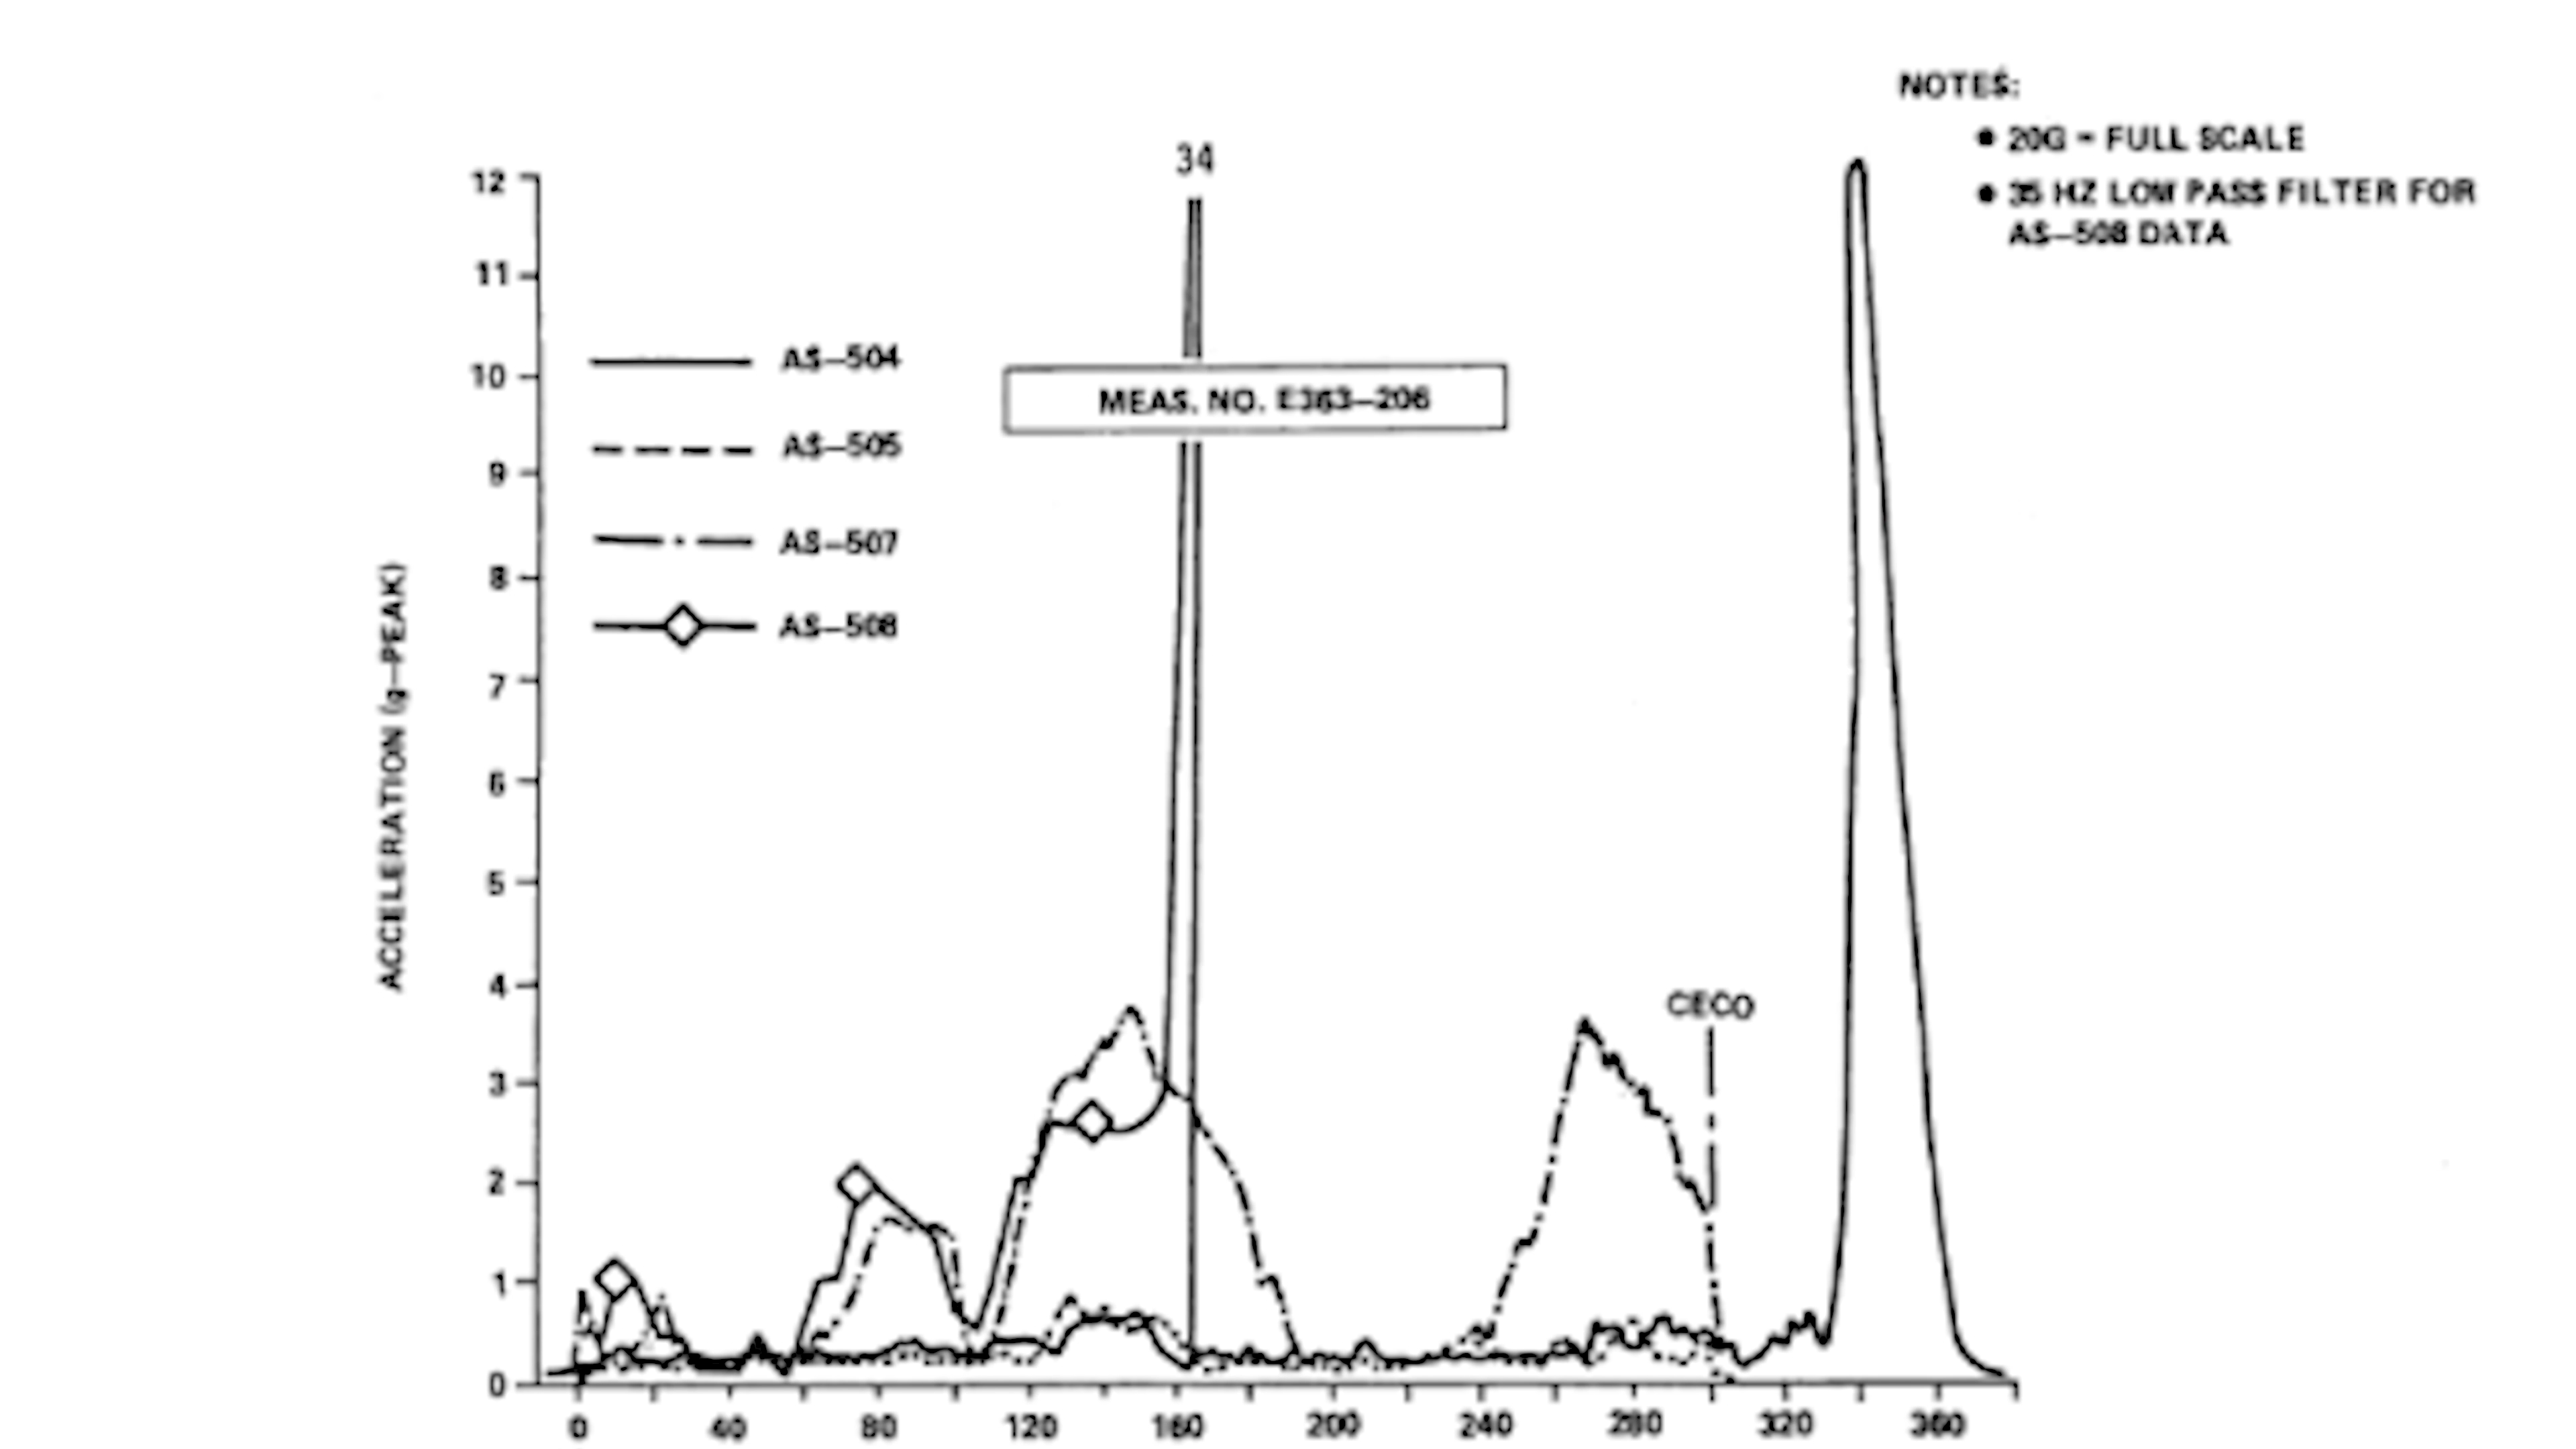 NOTES:
• 20G - FULL SCALE
• 35 HZ LOW PASS FILTER FOR
AS-508 DATA
34
12
11
10
9
8
7
6
5
4
3
2
1
0
ACCELERATION (g-PEAK)
AS-504
AS-505
AS-507
AS-508
MEAS. NO. E363-206
CECO
0 40 80 120 160 200 240 280 320 360